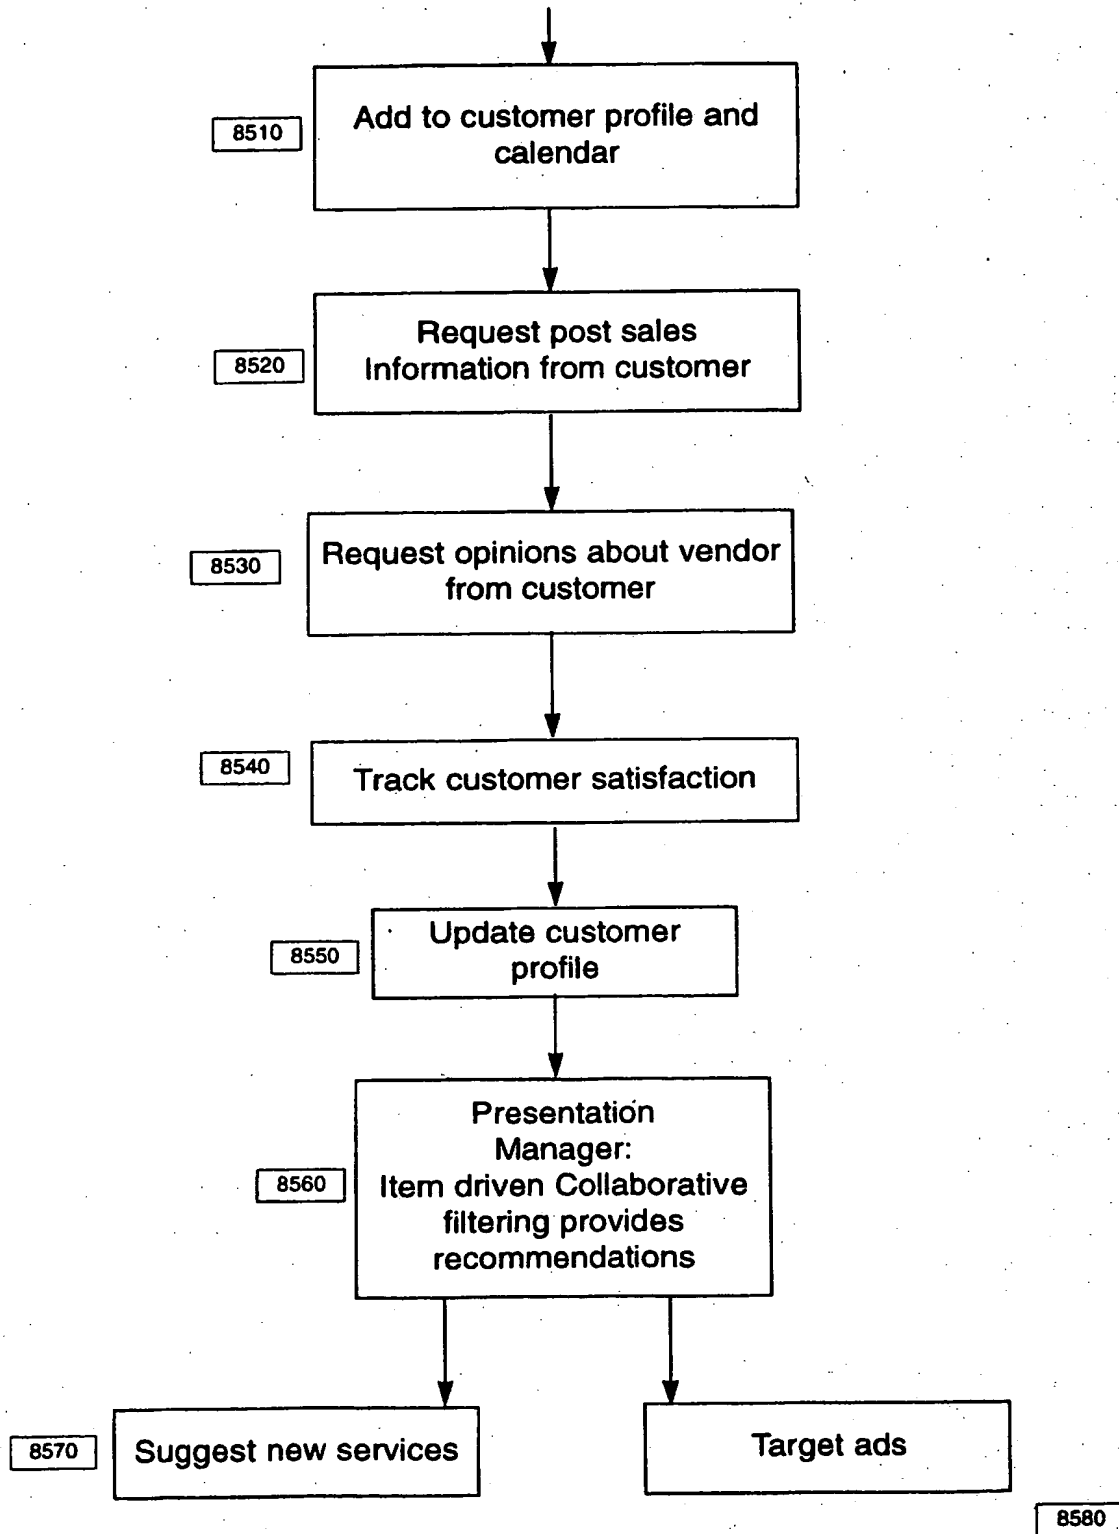 Add to customer profile and
calendar
8510
Request post sales
Information from customer
8520
Request opinions about vendor
from customer
8530
Track customer satisfaction
8540
Update customer
profile
8550
Presentation
Manager:
Item driven Collaborative
filtering provides
recommendations
8560
8570
Suggest new services
Target ads
8580